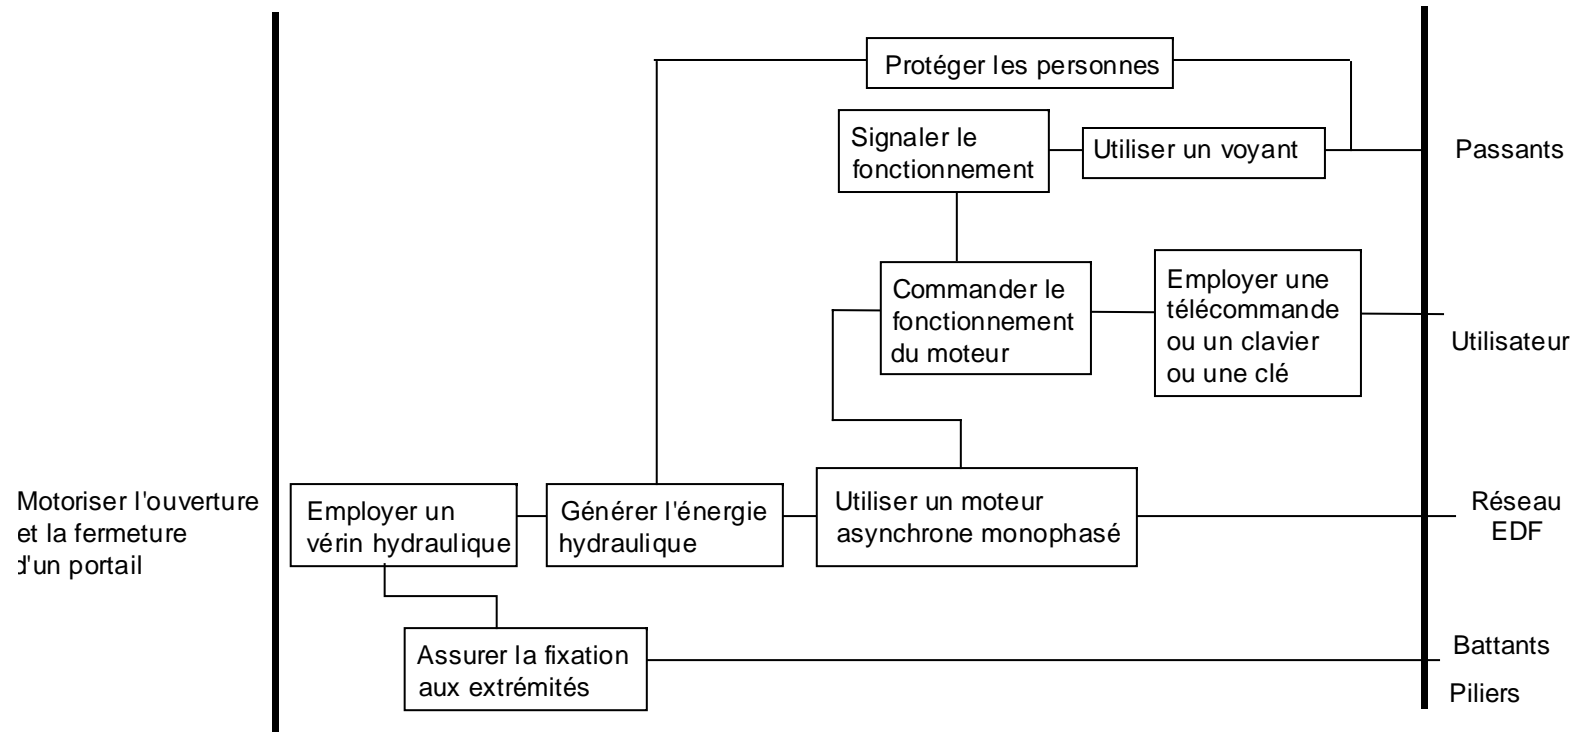 Protéger les personnes
Signaler le
fonctionnement
Utiliser un voyant
Passants
Commander le
fonctionnement
du moteur
Employer une
télécommande
ou un clavier
ou une clé
Utilisateur
Motoriser l'ouverture
et la fermeture
d'un portail
Employer un
vérin hydraulique
Générer l'énergie
hydraulique
Utiliser un moteur
asynchrone monophasé
Réseau
EDF
Assurer la fixation
aux extrémités
Battants
Piliers